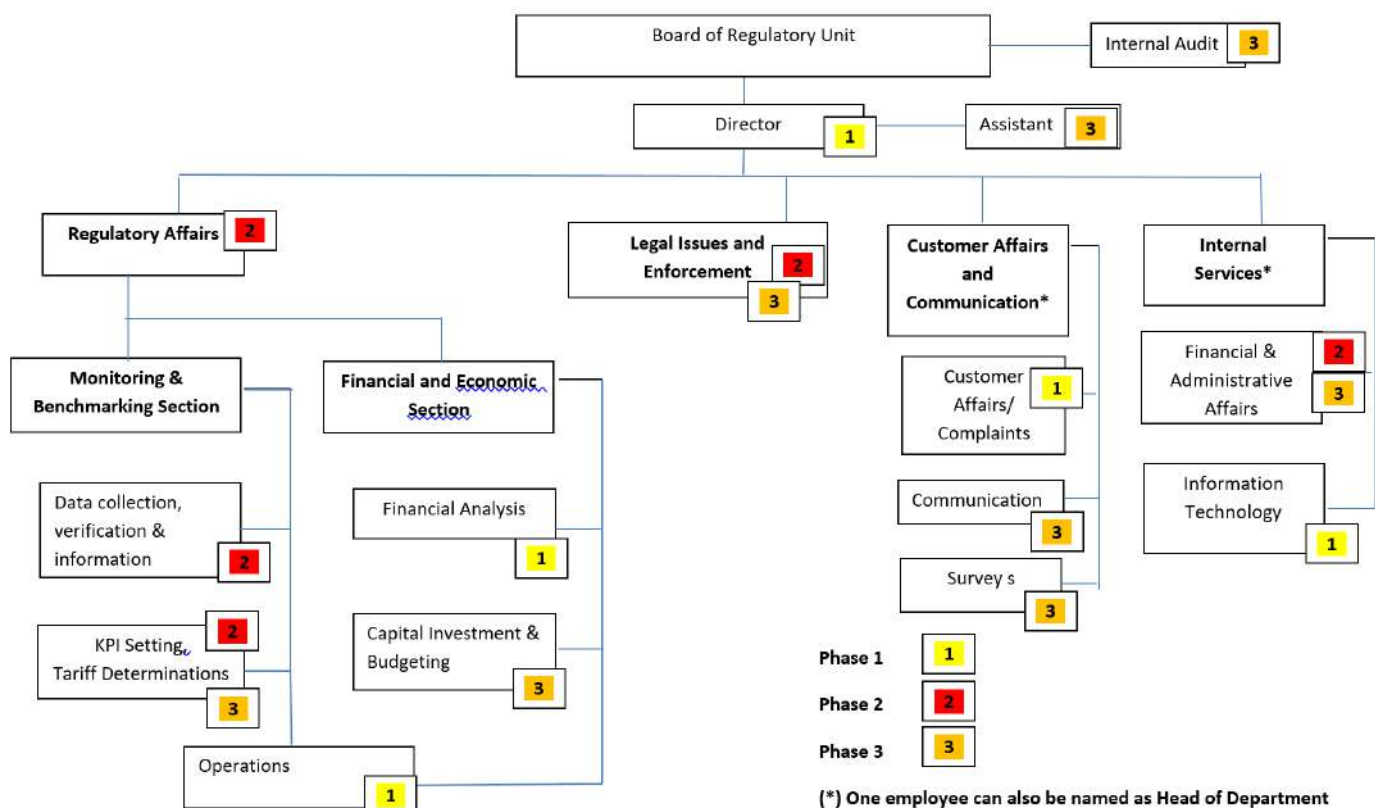 Board of Regulatory Unit
Internal Audit
3
Director
1
Assistant
3
Regulatory Affairs
2
Legal Issues and
Enforcement
2
3
Customer Affairs
and
Communication*
Internal
Services*
Monitoring &
Benchmarking Section
Financial and Economic
Section
Customer
Affairs/
Complaints
1
Financial &
Administrative
Affairs
2
3
Data collection,
verification &
information
2
Financial Analysis
1
Communication
3
Information
Technology
1
Survey s
3
KPI Setting,
Tariff Determinations
2
3
Capital Investment &
Budgeting
3
Operations
1
Phase 1
1
Phase 2
2
Phase 3
3
(*) One employee can also be named as Head of Department